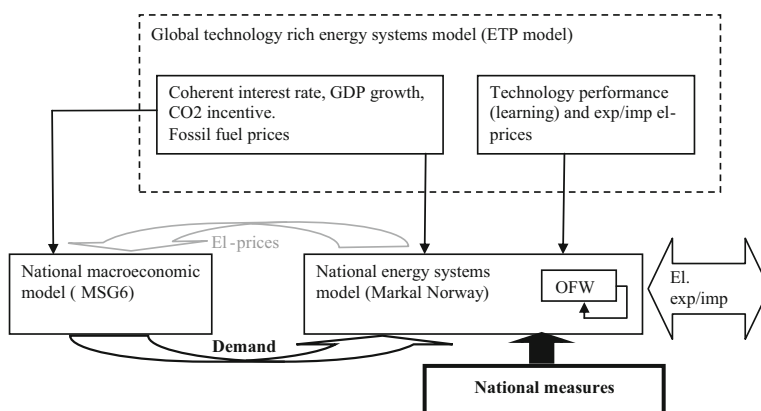 Global technology rich energy systems model (ETP model)
Coherent interest rate, GDP growth,
CO2 incentive.
Fossil fuel prices
Technology performance
(learning) and exp/imp el-
prices
El -prices
National macroeconomic
model ( MSG6)
National energy systems
model (Markal Norway)
OFW
El.
exp/imp
Demand
National measures